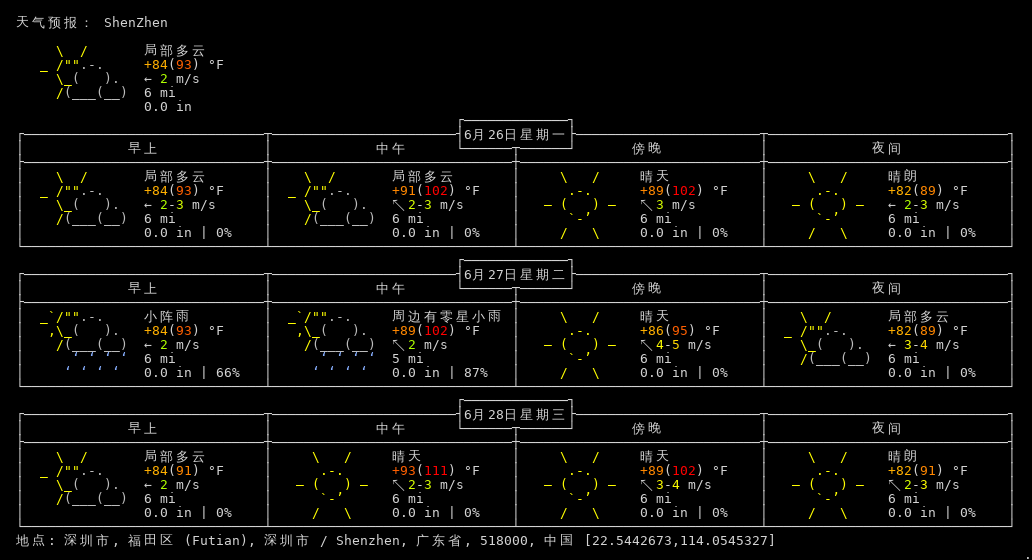 天气预报： ShenZhen
局部多云
+84(93) °F
← 2 m/s
6 mi
0.0 in
6月26日星期一
早上 中午 傍晚 夜间
局部多云 局部多云 晴天 晴朗
+84(93) °F +91(102) °F +89(102) °F +82(89) °F
← 2-3 m/s ↖ 2-3 m/s ↖ 3 m/s ← 2-3 m/s
6 mi 6 mi 6 mi 6 mi
0.0 in | 0% 0.0 in | 0% 0.0 in | 0% 0.0 in | 0%
6月27日星期二
早上 中午 傍晚 夜间
小阵雨 周边有零星小雨 晴天 局部多云
+84(93) °F +89(102) °F +86(95) °F +82(89) °F
← 2 m/s ↖ 2 m/s ↖ 4-5 m/s ← 3-4 m/s
6 mi 5 mi 6 mi 6 mi
0.0 in | 66% 0.0 in | 87% 0.0 in | 0% 0.0 in | 0%
6月28日星期三
早上 中午 傍晚 夜间
局部多云 晴天 晴天 晴朗
+84(91) °F +93(111) °F +89(102) °F +82(91) °F
← 2 m/s ↖ 2-3 m/s ↖ 3-4 m/s ↖ 2-3 m/s
6 mi 6 mi 6 mi 6 mi
0.0 in | 0% 0.0 in | 0% 0.0 in | 0% 0.0 in | 0%
地点: 深圳市, 福田区 (Futian), 深圳市 / Shenzhen, 广东省, 518000, 中国 [22.5442673,114.0545327]